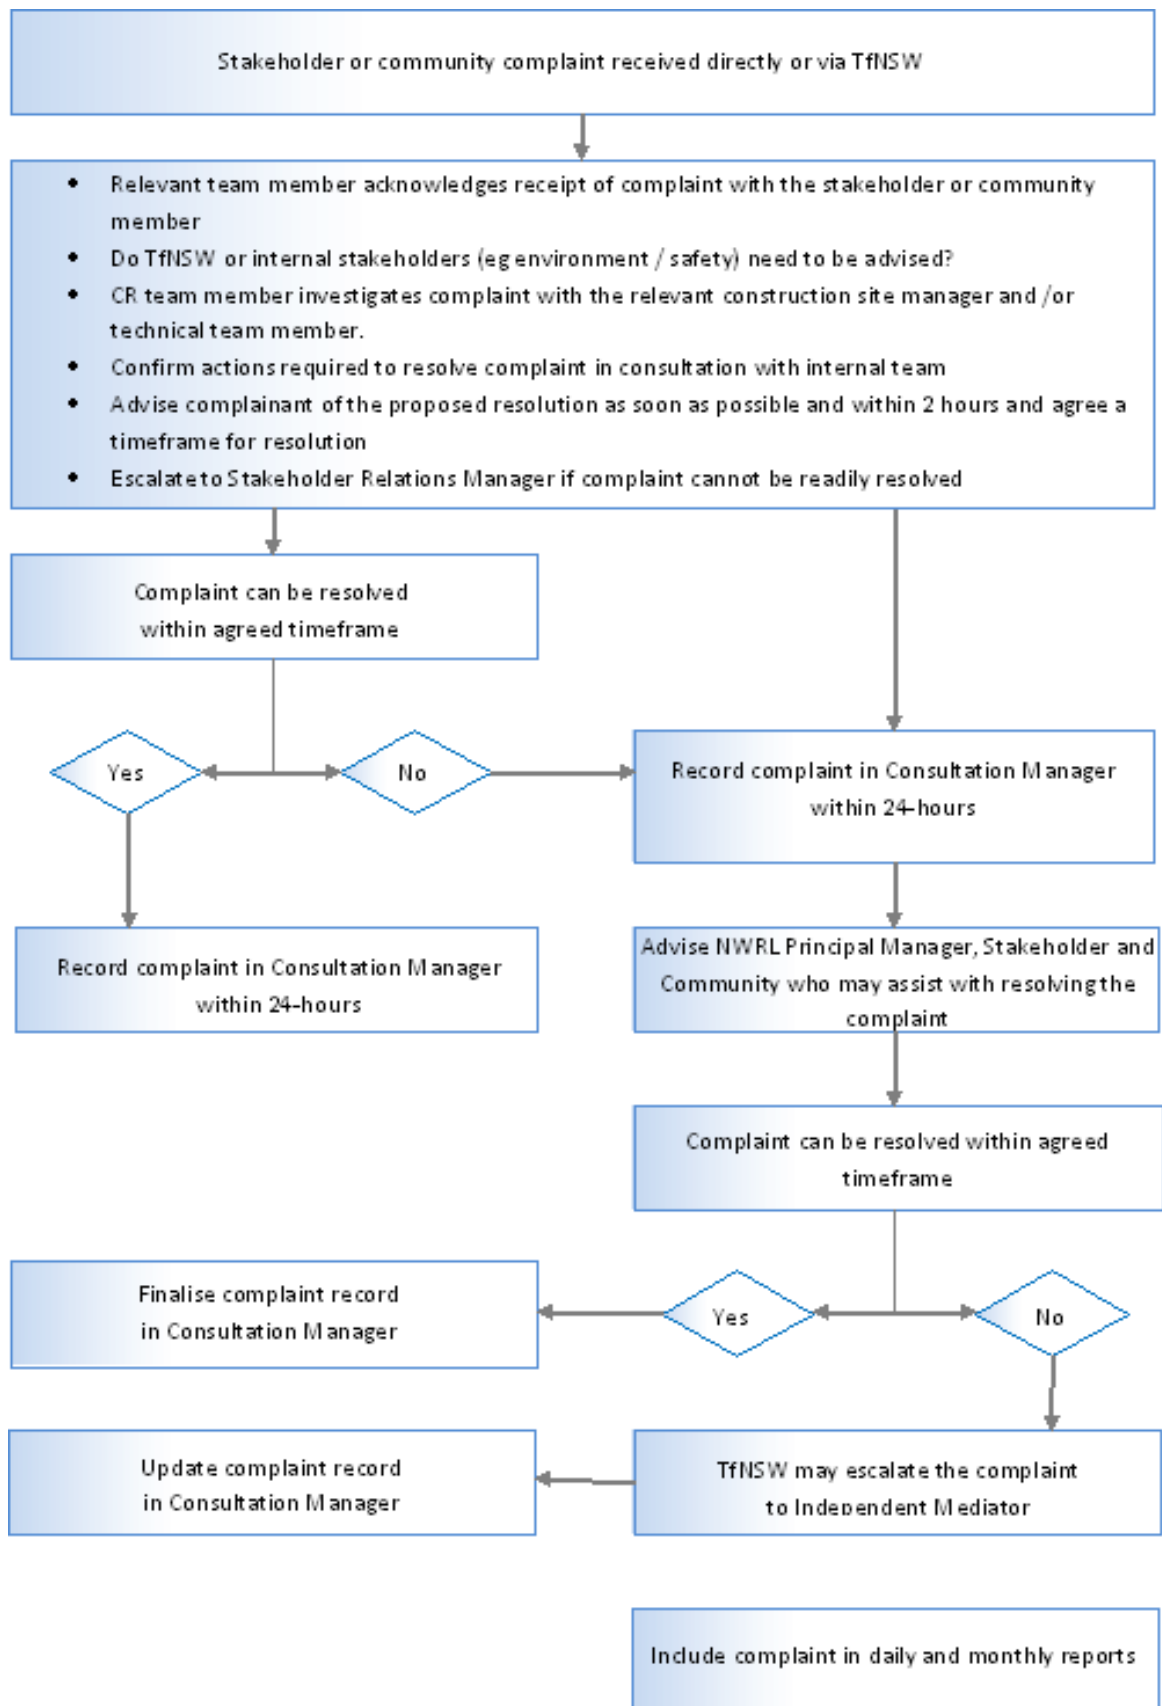 Stakeholder or community complaint received directly or via TfNSW
• Relevant team member acknowledges receipt of complaint with the stakeholder or community
member
• Do TfNSW or internal stakeholders (eg environment / safety) need to be advised?
• CR team member investigates complaint with the relevant construction site manager and /or
technical team member.
• Confirm actions required to resolve complaint in consultation with internal team
• Advise complainant of the proposed resolution as soon as possible and within 2 hours and agree a
timeframe for resolution
• Escalate to Stakeholder Relations Manager if complaint cannot be readily resolved
Complaint can be resolved
within agreed timeframe
Yes
No
Record complaint in Consultation Manager
within 24-hours
Record complaint in Consultation Manager
within 24-hours
Advise NWRL Principal Manager, Stakeholder and
Community who may assist with resolving the
complaint
Complaint can be resolved within agreed
timeframe
Finalise complaint record
in Consultation Manager
Yes
No
Update complaint record
in Consultation Manager
TfNSW may escalate the complaint
to Independent Mediator
Include complaint in daily and monthly reports